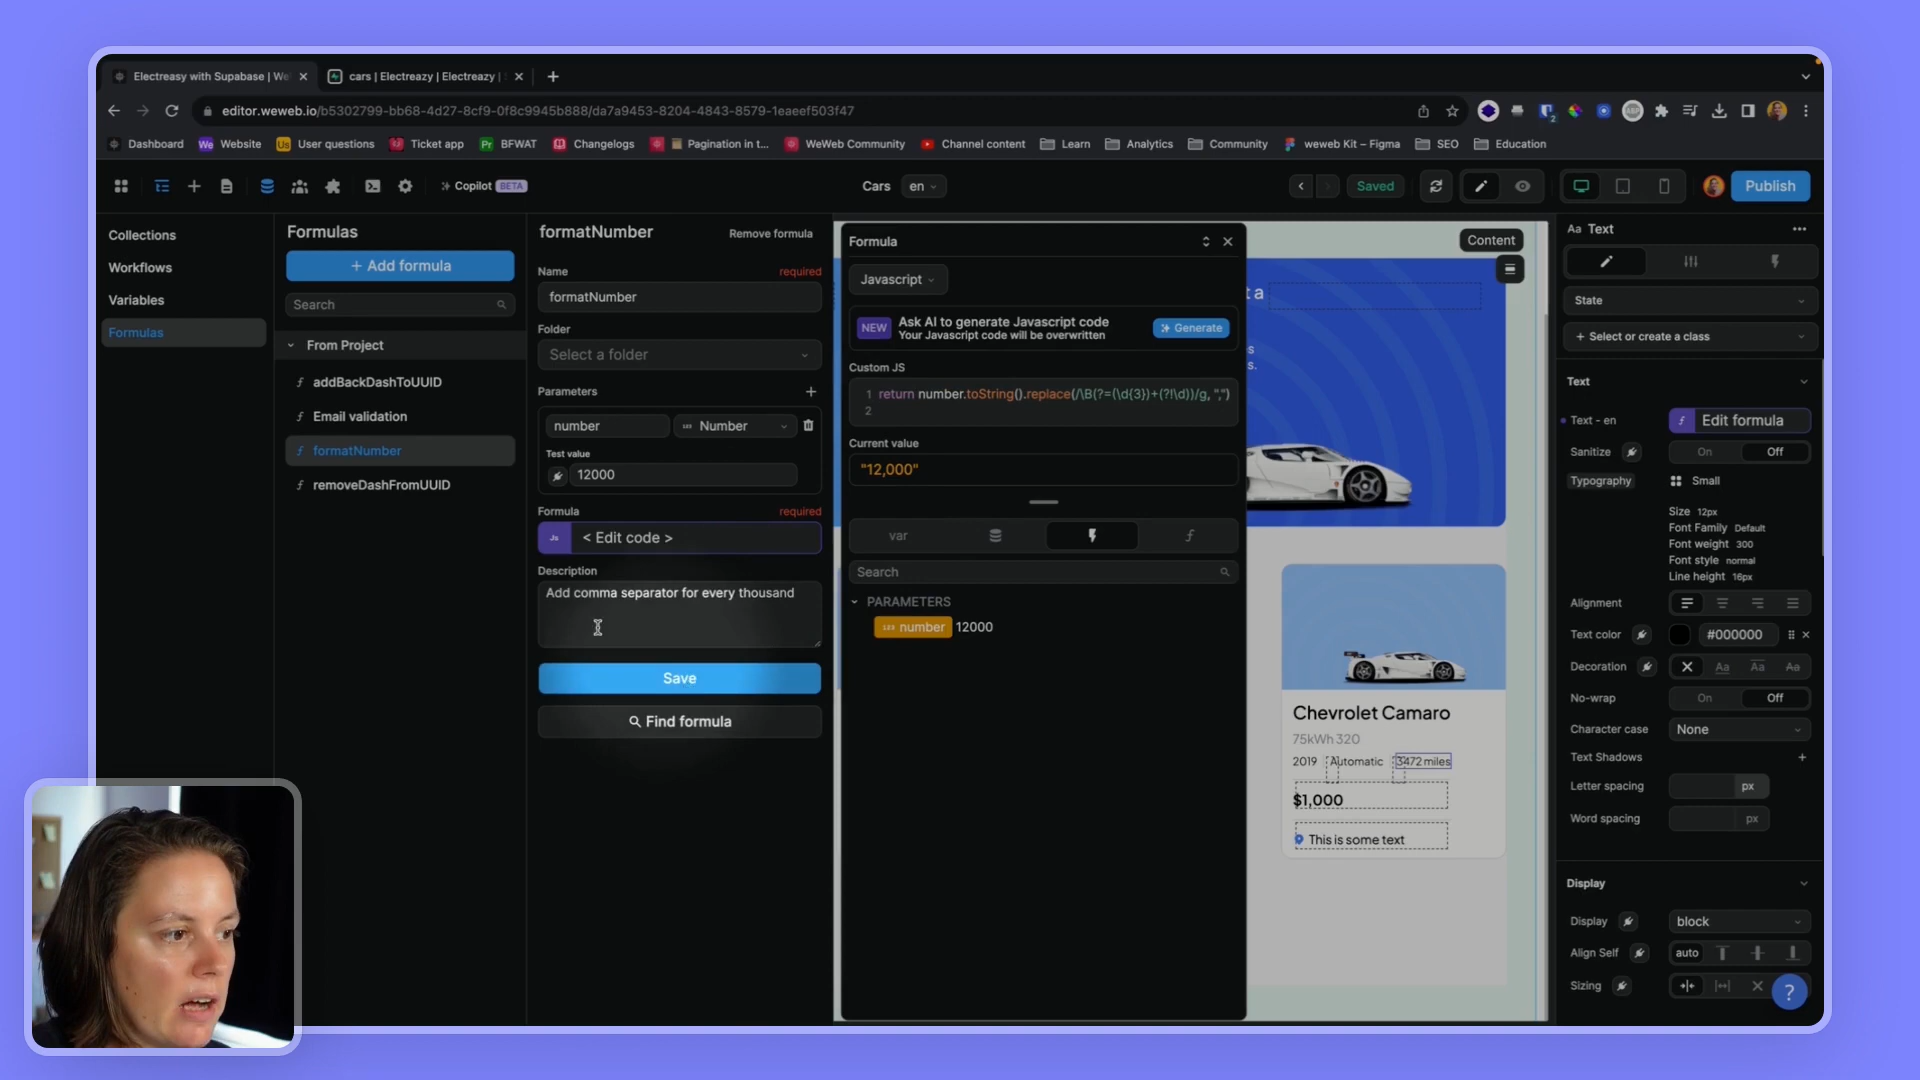 Electreasy with Supabase | We
cars | Electreazy | Electreazy |
editor.weweb.io/b5302799-bb68-4d27-8cf9-0f8c9945b888/da7a9453-8204-4843-8579-1eaeef503f47
Dashboard
We Website
Us User questions
Ticket app
Pr BFWAT
Changelogs
Pagination in t...
WeWeb Community
Channel content
Learn
Analytics
Community
weweb Kit – Figma
SEO
Education
Copilot BETA
Cars
en
Saved
Publish
Collections
Workflows
Variables
Formulas
Formulas
+ Add formula
Search
From Project
addBackDashToUUID
Email validation
formatNumber
removeDashFromUUID
formatNumber
Remove formula
Name
required
formatNumber
Folder
Select a folder
Parameters
number
123 Number
Test value
12000
Formula
required
Js < Edit code >
Description
Add comma separator for every thousand
Save
Find formula
Formula
Javascript
NEW
Ask AI to generate Javascript code
Your Javascript code will be overwritten
Generate
Custom JS
1 return number.toString().replace(/\B(?=(\d{3})+(?!\d))/g, ",")
2
Current value
"12,000"
var
Search
PARAMETERS
123 number 12000
Content
t a
s
s.
Chevrolet Camaro
75kWh 320
2019
Automatic
3472 miles
$1,000
This is some text
Aa Text
State
+ Select or create a class
Text
Text - en
Edit formula
Sanitize
On
Off
Typography
Small
Size 12px
Font Family Default
Font weight 300
Font style normal
Line height 16px
Alignment
Text color
#000000
Decoration
Aa
Aa
Aa
No-wrap
On
Off
Character case
None
Text Shadows
Letter spacing
px
Word spacing
px
Display
Display
block
Align Self
auto
Sizing
?